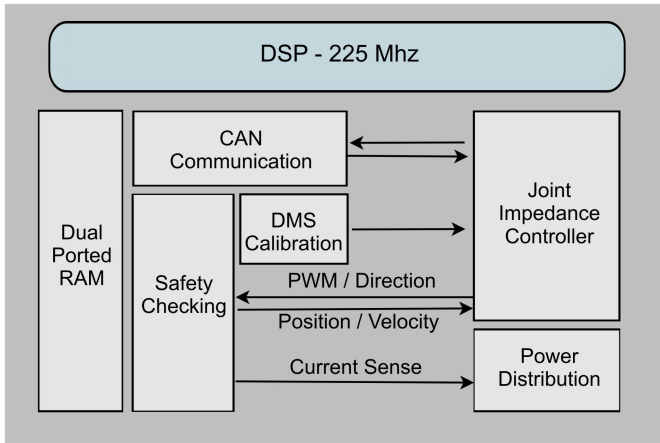 DSP - 225 Mhz
CAN
Communication
Dual
Ported
RAM
DMS
Calibration
Joint
Impedance
Controller
Safety
Checking
PWM / Direction
Position / Velocity
Current Sense
Power
Distribution